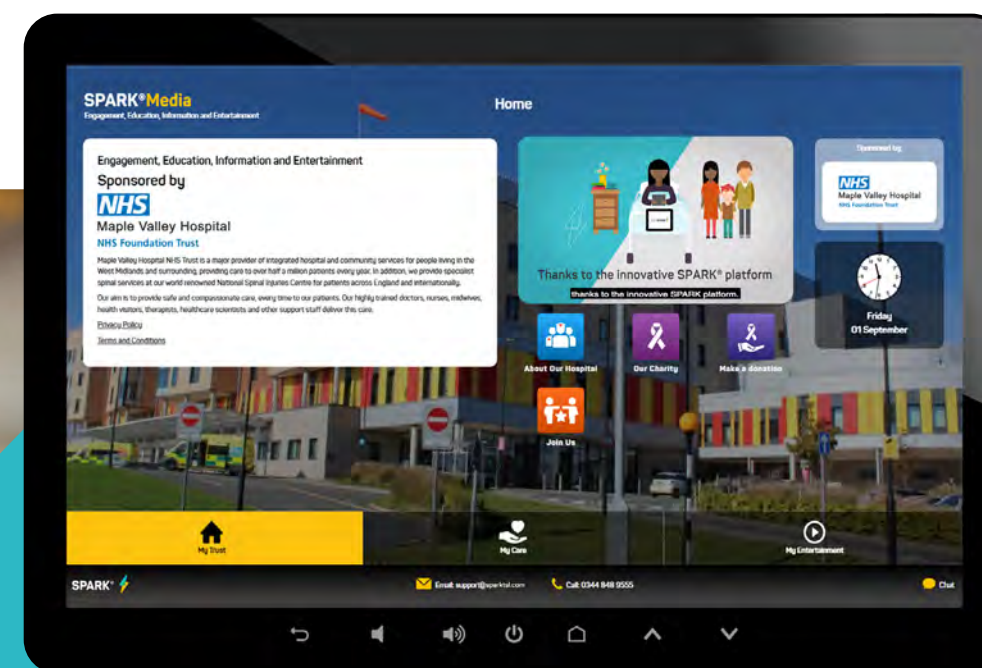 SPARK®Media
Engagement, Education, Information and Entertainment
Home
Engagement, Education, Information and Entertainment
Sponsored by
NHS
Maple Valley Hospital
NHS Foundation Trust
Maple Valley Hospital NHS Trust is a major provider of integrated hospital and community services for people living in the
West Midlands and surrounding, providing care to over half a million patients every year. In addition, we provide specialist
spinal services at our world renowned National Spinal Injuries Centre for patients across England and internationally.
Our aim is to provide safe and compassionate care, every time to our patients. Our highly trained doctors, nurses, midwives,
health visitors, therapists, healthcare scientists and other support staff deliver this care.
Privacy Policy
Terms and Conditions
Thanks to the innovative SPARK® platform
thanks to the innovative SPARK platform.
About Our Hospital
Our Charity
Make a donation
Join Us
Sponsored by
NHS
Maple Valley Hospital
NHS Foundation Trust
Friday
01 September
My Trust
My Care
My Entertainment
SPARK®
Email: support@sparktsl.com
Call: 0344 848 9555
Chat